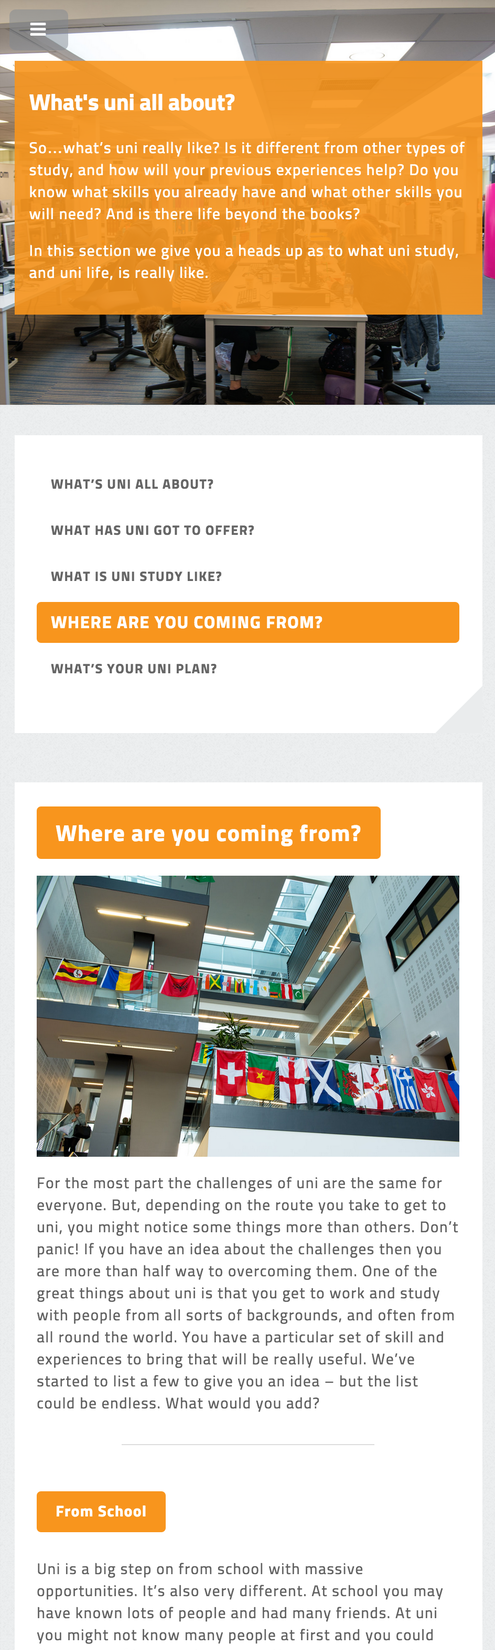 What's uni all about?
So…what’s uni really like? Is it different from other types of
study, and how will your previous experiences help? Do you
know what skills you already have and what other skills you
will need? And is there life beyond the books?
In this section we give you a heads up as to what uni study,
and uni life, is really like.
WHAT’S UNI ALL ABOUT?
WHAT HAS UNI GOT TO OFFER?
WHAT IS UNI STUDY LIKE?
WHERE ARE YOU COMING FROM?
WHAT’S YOUR UNI PLAN?
Where are you coming from?
For the most part the challenges of uni are the same for
everyone. But, depending on the route you take to get to
uni, you might notice some things more than others. Don’t
panic! If you have an idea about the challenges then you
are more than half way to overcoming them. One of the
great things about uni is that you get to work and study
with people from all sorts of backgrounds, and often from
all round the world. You have a particular set of skill and
experiences to bring that will be really useful. We’ve
started to list a few to give you an idea – but the list
could be endless. What would you add?
From School
Uni is a big step on from school with massive
opportunities. It’s also very different. At school you may
have known lots of people and had many friends. At uni
you might not know many people at first and you could